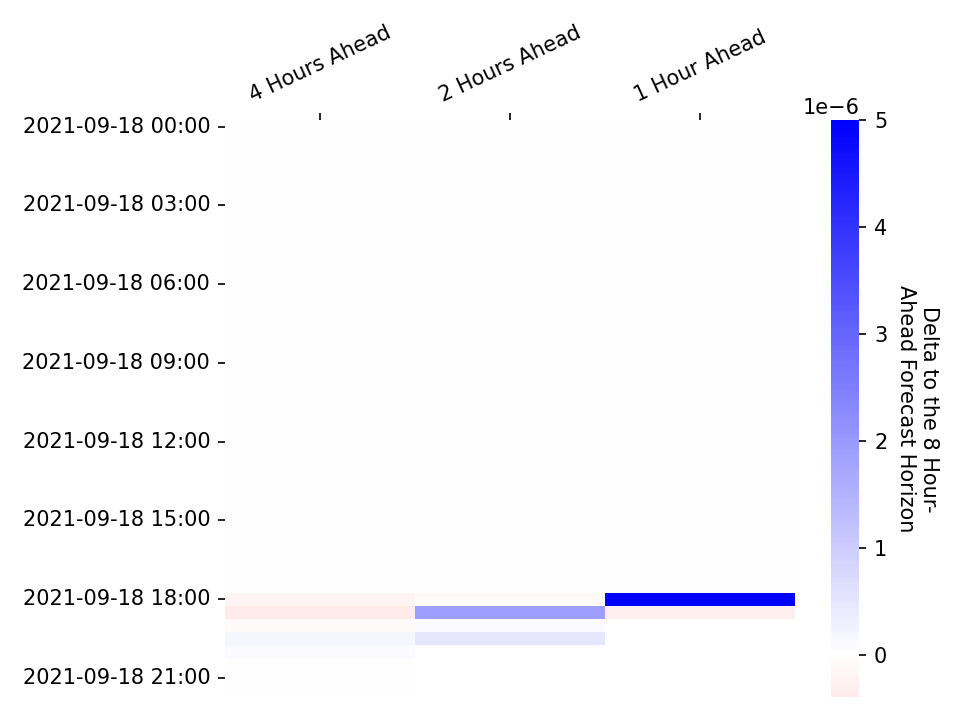 4 Hours Ahead
2 Hours Ahead
1 Hour Ahead
2021-09-18 00:00
2021-09-18 03:00
2021-09-18 06:00
2021-09-18 09:00
2021-09-18 12:00
2021-09-18 15:00
2021-09-18 18:00
2021-09-18 21:00
1e−6
5
4
3
2
1
0
Delta to the 8 Hour-
Ahead Forecast Horizon